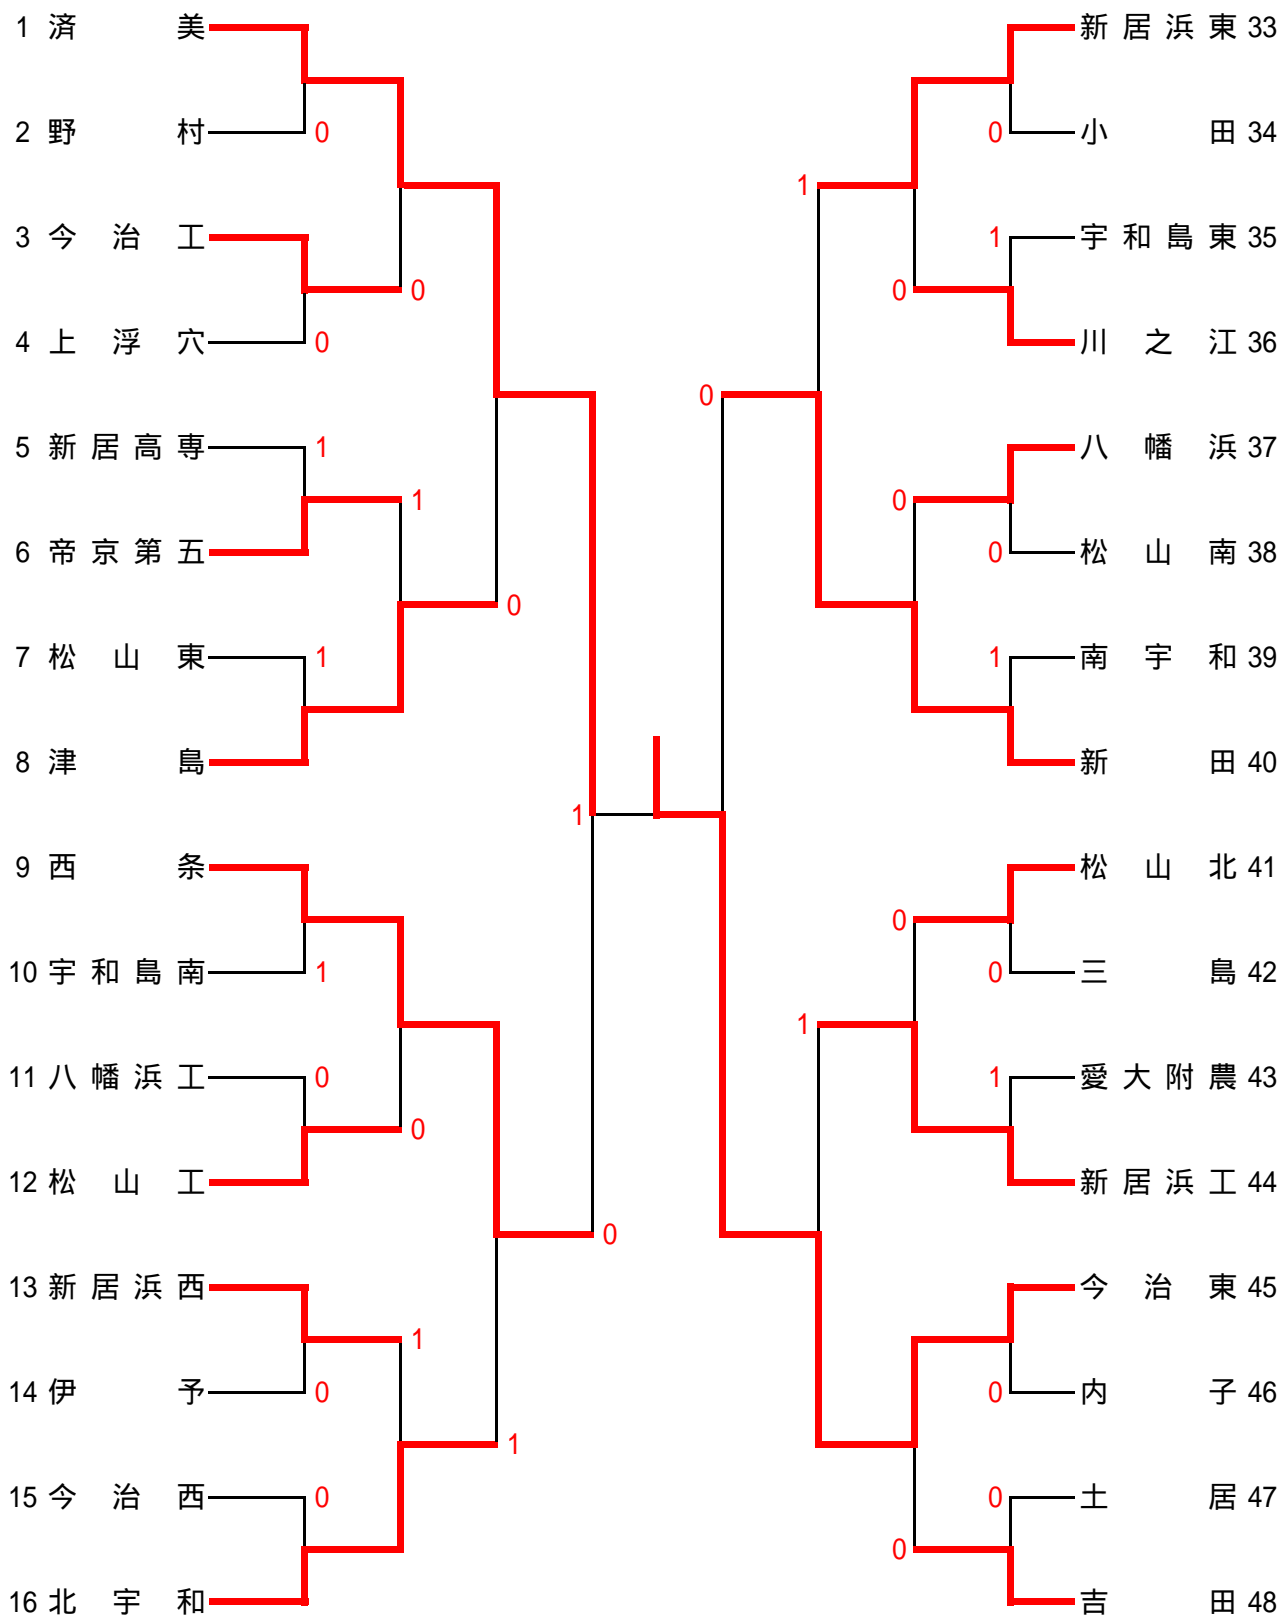 1 済美
2 野村
0
3 今治工
0
4 上浮穴
0
5 新居高専
1
1
6 帝京第五
0
7 松山東
1
8 津島
1
9 西条
10 宇和島南
1
11 八幡浜工
0
0
12 松山工
0
13 新居浜西
1
14 伊予
0
1
15 今治西
0
16 北宇和
新居浜東 33
0
小田 34
1
1
宇和島東 35
0
川之江 36
0
八幡浜 37
0
0
松山南 38
1
南宇和 39
新田 40
松山北 41
0
0
三島 42
1
1
愛大附農 43
新居浜工 44
今治東 45
0
内子 46
0
土居 47
0
吉田 48